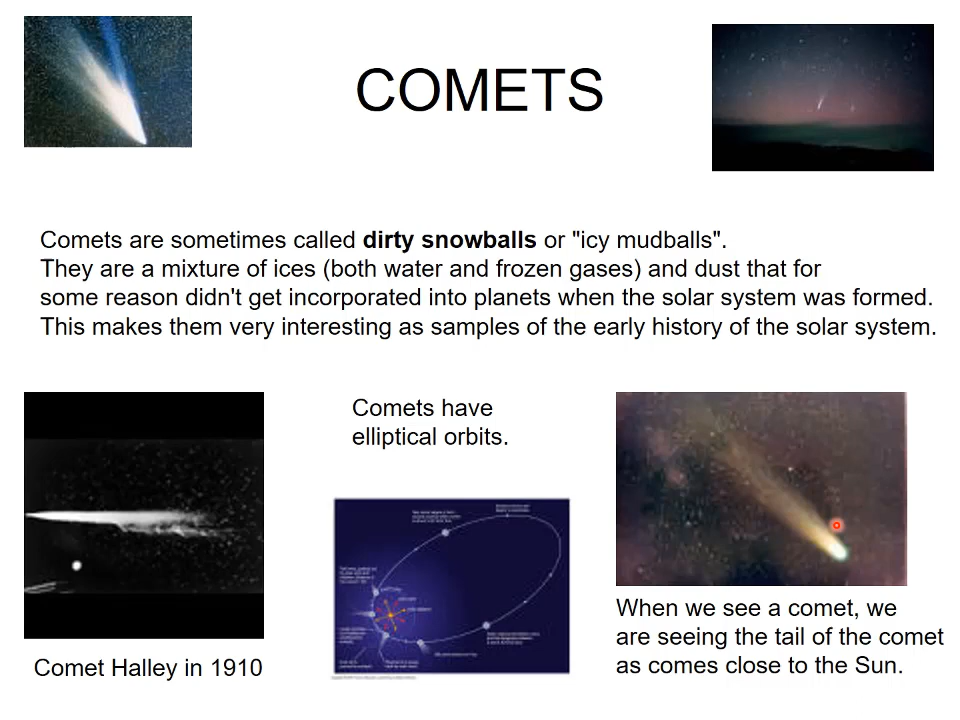 COMETS
Comets are sometimes called dirty snowballs or "icy mudballs".
They are a mixture of ices (both water and frozen gases) and dust that for
some reason didn't get incorporated into planets when the solar system was formed.
This makes them very interesting as samples of the early history of the solar system.
Comets have
elliptical orbits.
When we see a comet, we
are seeing the tail of the comet
as comes close to the Sun.
Comet Halley in 1910